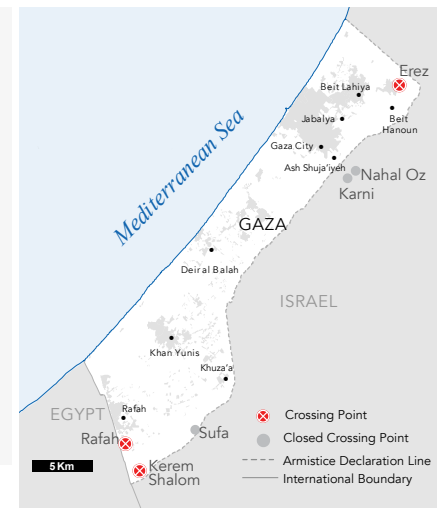 Erez
Beit Lahiya
Jabalya
Beit
Hanoun
Gaza City
Ash Shuja'iyeh
Nahal Oz
Karni
Mediterranean Sea
GAZA
Deir al Balah
ISRAEL
Khan Yunis
Khuza'a
EGYPT
Rafah
Rafah
Sufa
Kerem
Shalom
5 Km
Crossing Point
Closed Crossing Point
Armistice Declaration Line
International Boundary